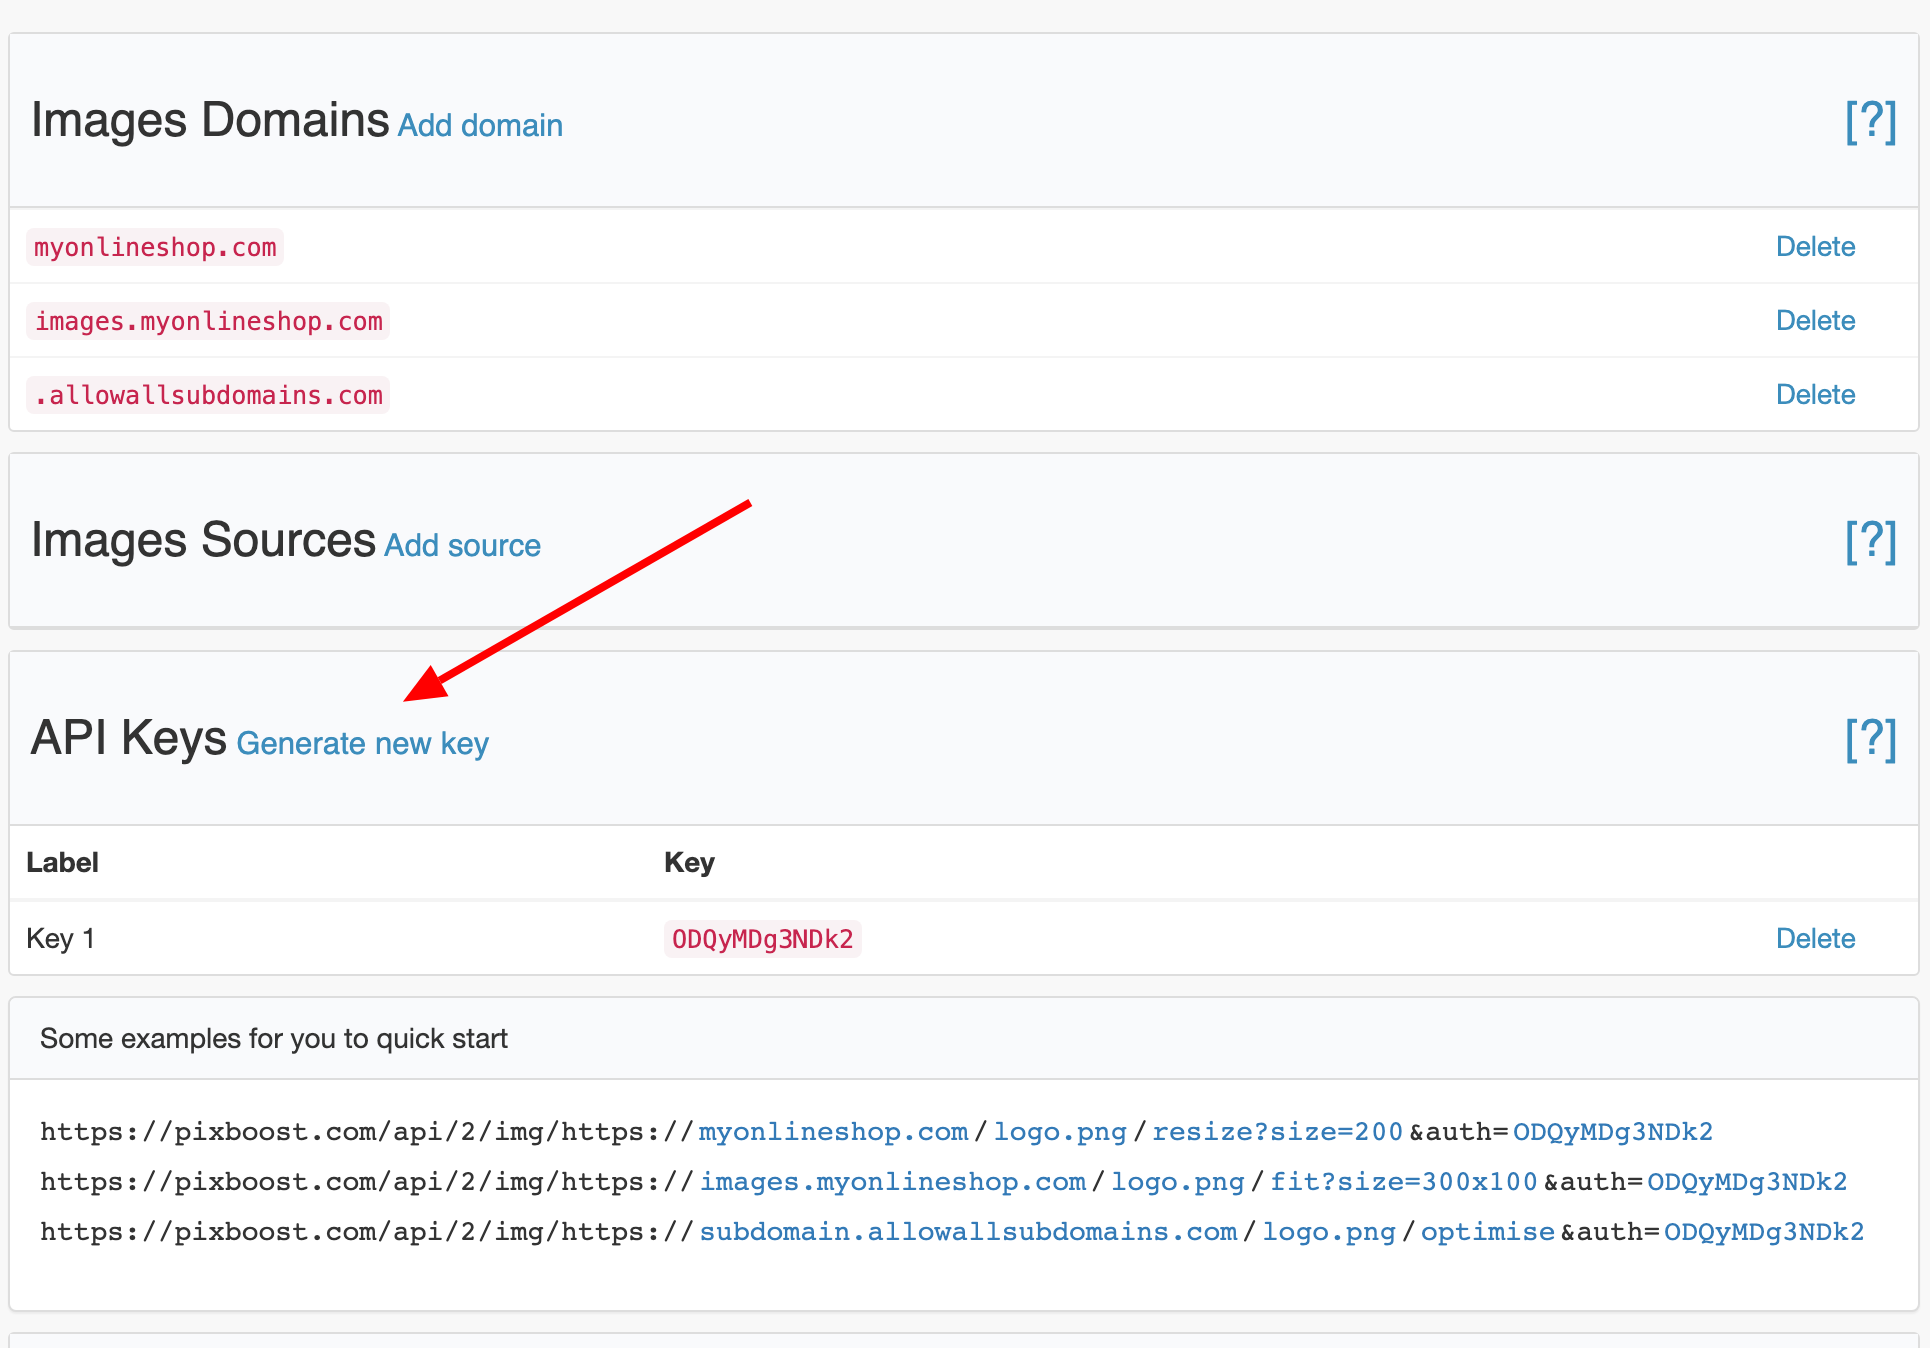 Images Domains Add domain [?]
myonlineshop.com Delete
images.myonlineshop.com Delete
.allowallsubdomains.com Delete
Images Sources Add source [?]
API Keys Generate new key [?]
Label Key
Key 1 ODQyMDg3NDk2 Delete
Some examples for you to quick start
https://pixboost.com/api/2/img/https://myonlineshop.com/logo.png/resize?size=200&auth=ODQyMDg3NDk2
https://pixboost.com/api/2/img/https://images.myonlineshop.com/logo.png/fit?size=300x100&auth=ODQyMDg3NDk2
https://pixboost.com/api/2/img/https://subdomain.allowallsubdomains.com/logo.png/optimise&auth=ODQyMDg3NDk2